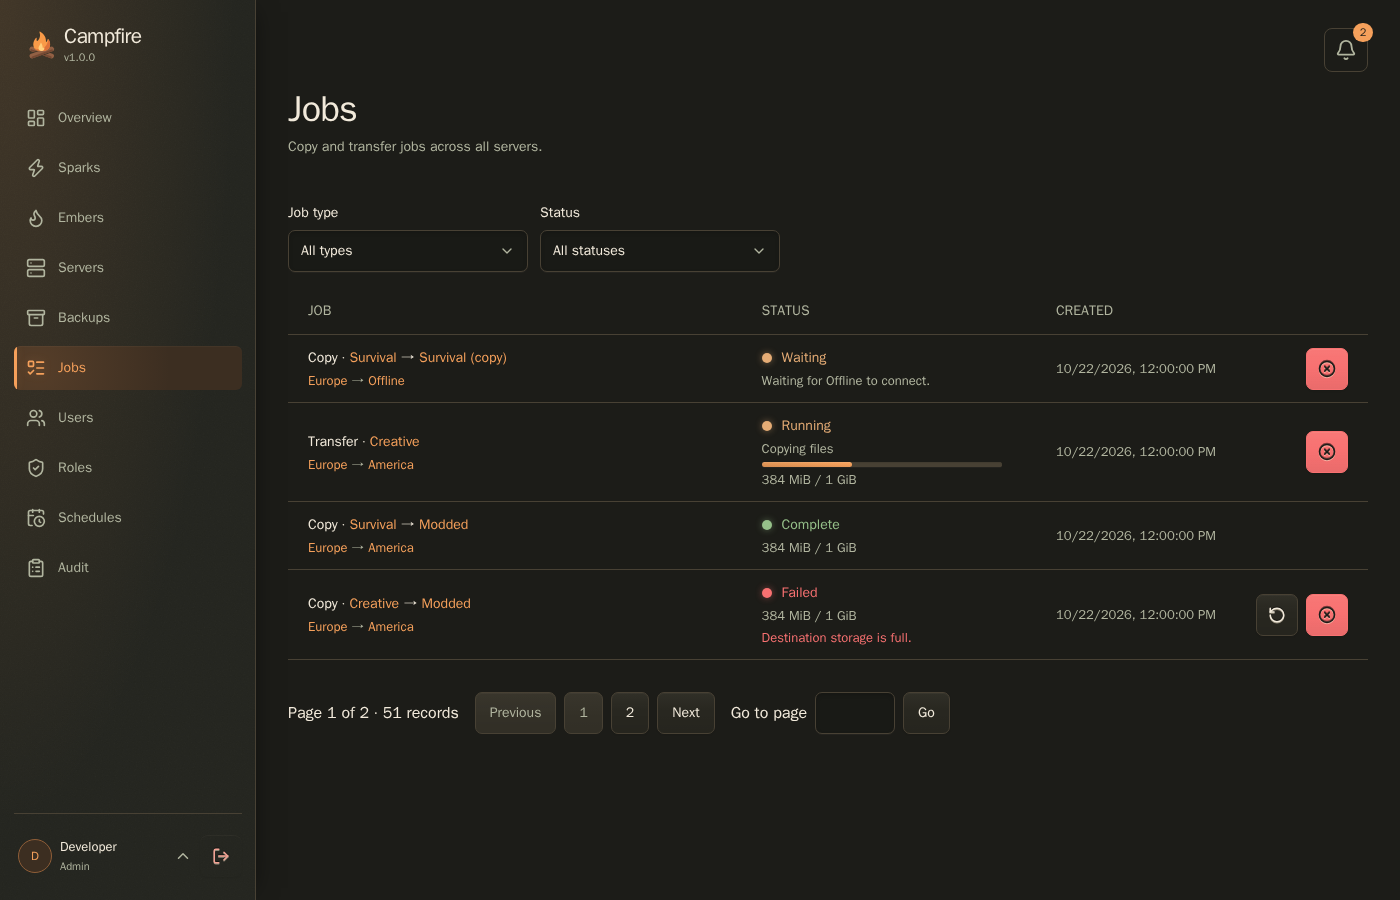 Campfire
v1.0.0
2
Overview
Sparks
Embers
Servers
Backups
Jobs
Users
Roles
Schedules
Audit
D
Developer
Admin
Jobs
Copy and transfer jobs across all servers.
Job type
Status
All types
All statuses
JOB
STATUS
CREATED
Copy · Survival → Survival (copy)
Europe → Offline
Waiting
Waiting for Offline to connect.
10/22/2026, 12:00:00 PM
Transfer · Creative
Europe → America
Running
Copying files
384 MiB / 1 GiB
10/22/2026, 12:00:00 PM
Copy · Survival → Modded
Europe → America
Complete
384 MiB / 1 GiB
10/22/2026, 12:00:00 PM
Copy · Creative → Modded
Europe → America
Failed
384 MiB / 1 GiB
Destination storage is full.
10/22/2026, 12:00:00 PM
Page 1 of 2 · 51 records
Previous
1
2
Next
Go to page
Go